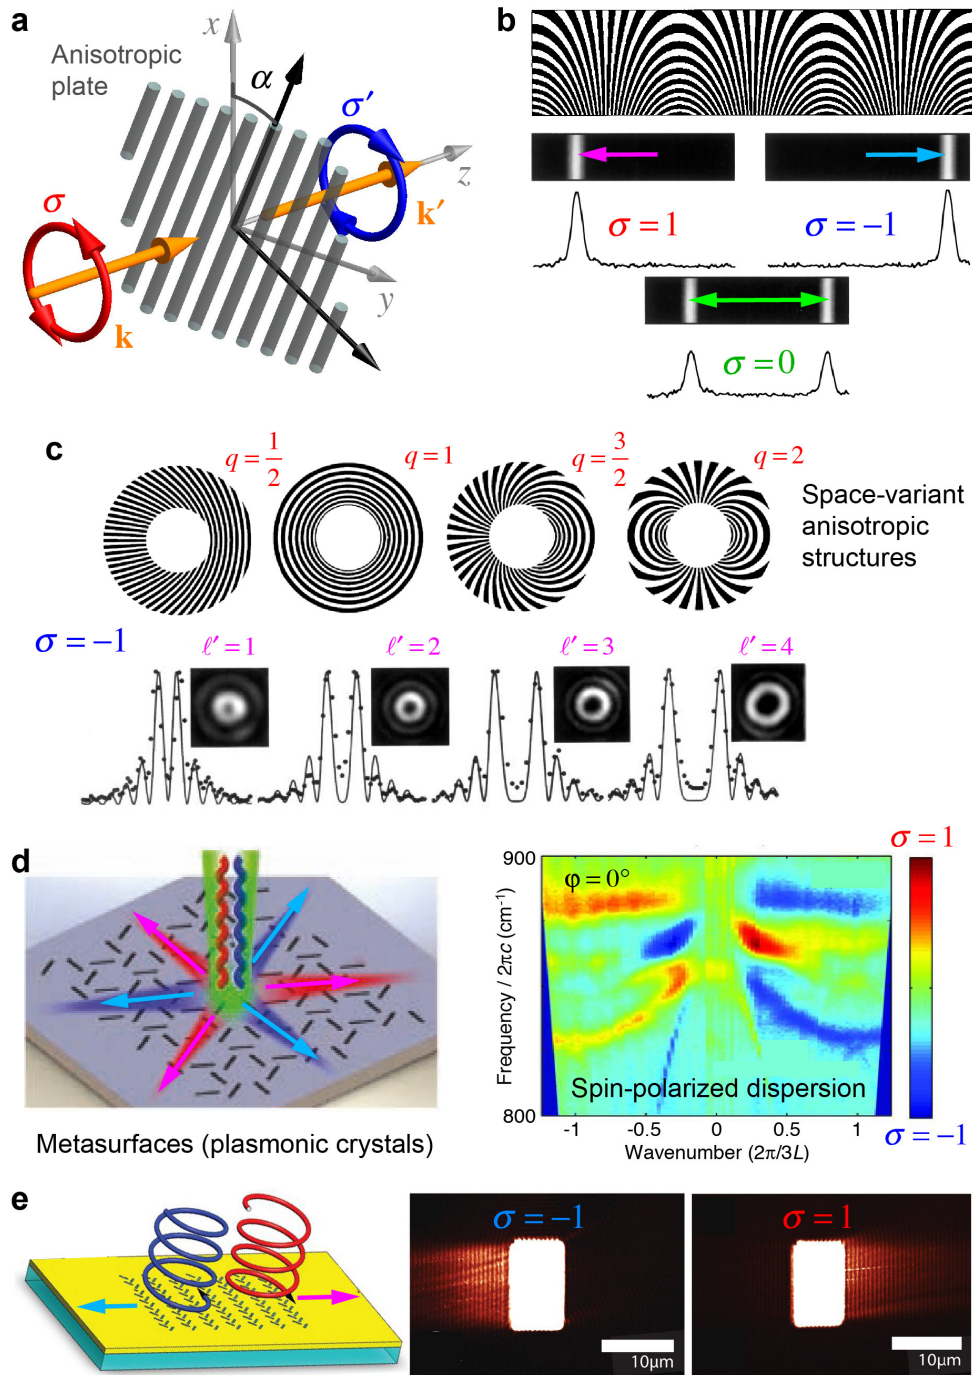 a
Anisotropic
plate
x
α
σ′
z
σ
k′
k
y
b
σ = 1
σ = −1
σ = 0
c
q = 1/2
q = 1
q = 3/2
q = 2
Space-variant
anisotropic
structures
σ = −1
ℓ′ = 1
ℓ′ = 2
ℓ′ = 3
ℓ′ = 4
d
Metasurfaces (plasmonic crystals)
σ = 1
900
φ = 0°
Frequency / 2πc (cm⁻¹)
Spin-polarized dispersion
800
σ = −1
-1 -0.5 0 0.5 1
Wavenumber (2π/3L)
e
σ = −1
10μm
σ = 1
10μm